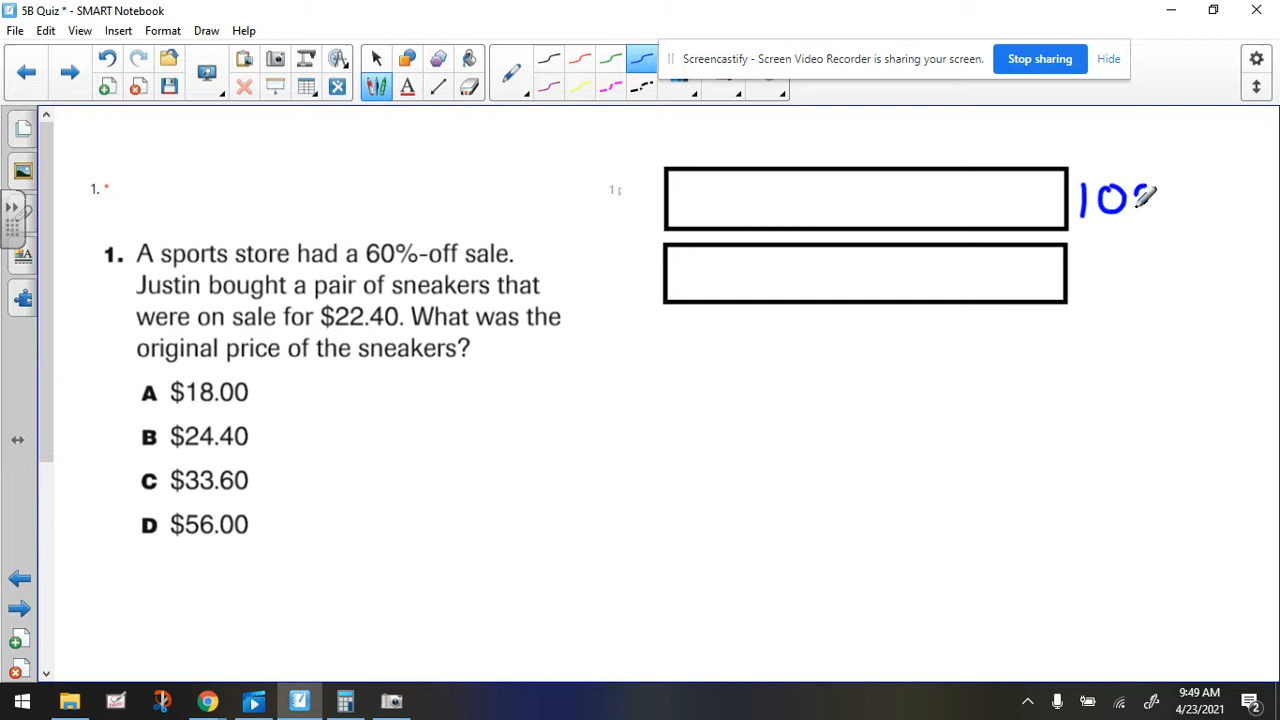 5B Quiz * - SMART Notebook
File Edit View Insert Format Draw Help
Screencastify - Screen Video Recorder is sharing your screen. Stop sharing Hide
1. *
1 p
10
1. A sports store had a 60%-off sale.
Justin bought a pair of sneakers that
were on sale for $22.40. What was the
original price of the sneakers?
A $18.00
B $24.40
C $33.60
D $56.00
9:49 AM
4/23/2021
2